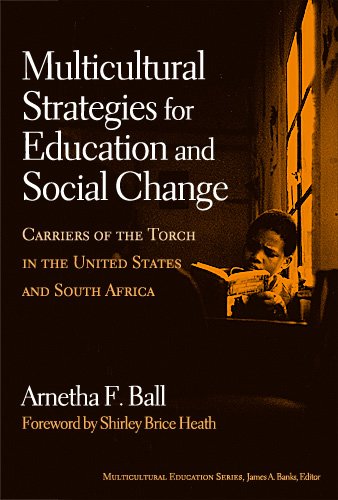 Multicultural
Strategies for
Education and
Social Change
CARRIERS OF THE TORCH
IN THE UNITED STATES
AND SOUTH AFRICA
Arnetha F. Ball
Foreword by Shirley Brice Heath
MULTICULTURAL EDUCATION SERIES, James A. Banks, Editor